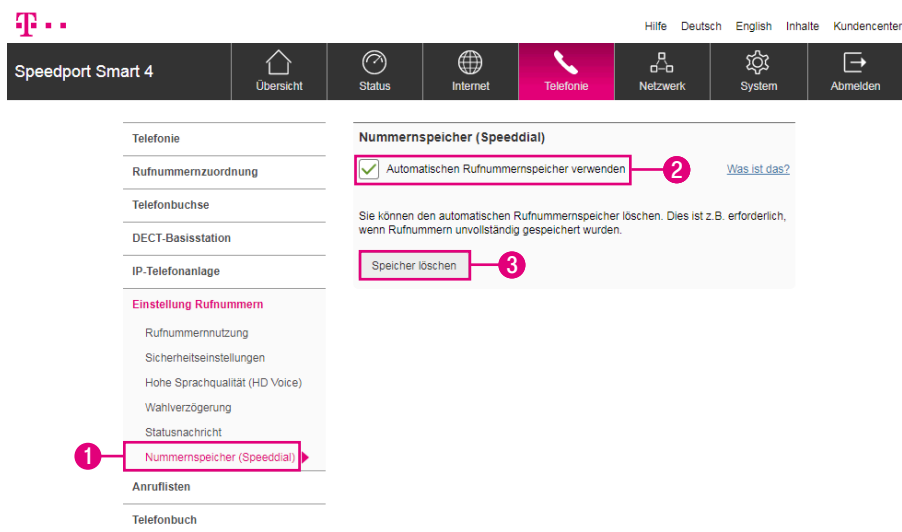 T
Hilfe Deutsch English Inhalte Kundencenter
Speedport Smart 4
Übersicht Status Internet Telefonie Netzwerk System Abmelden
Telefonie
Rufnummernzuordnung
Telefonbuchse
DECT-Basisstation
IP-Telefonanlage
Einstellung Rufnummern
Rufnummernnutzung
Sicherheitseinstellungen
Hohe Sprachqualität (HD Voice)
Wahlverzögerung
Statusnachricht
1 Nummernspeicher (Speeddial)
Anruflisten
Telefonbuch
Nummernspeicher (Speeddial)
Automatischen Rufnummernspeicher verwenden 2 Was ist das?
Sie können den automatischen Rufnummernspeicher löschen. Dies ist z.B. erforderlich,
wenn Rufnummern unvollständig gespeichert wurden.
Speicher löschen 3